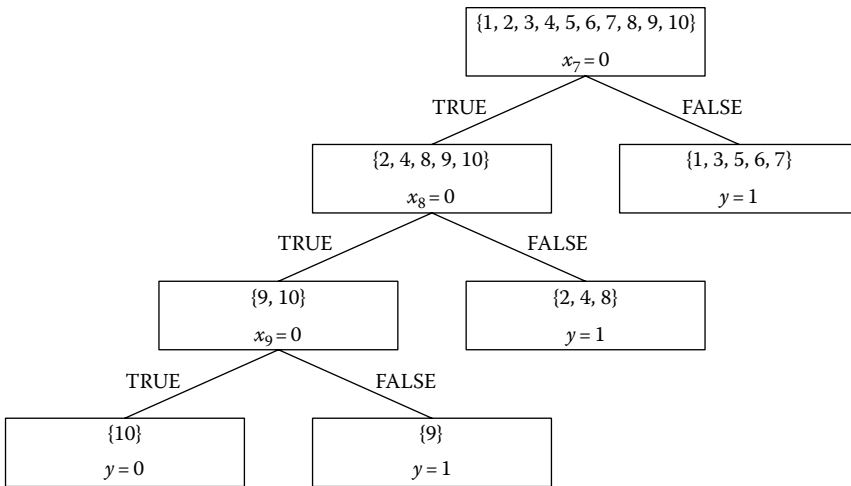 {1, 2, 3, 4, 5, 6, 7, 8, 9, 10}
x₇ = 0
TRUE
FALSE
{2, 4, 8, 9, 10}
x₈ = 0
{1, 3, 5, 6, 7}
y = 1
TRUE
FALSE
{9, 10}
x₉ = 0
{2, 4, 8}
y = 1
TRUE
FALSE
{10}
y = 0
{9}
y = 1